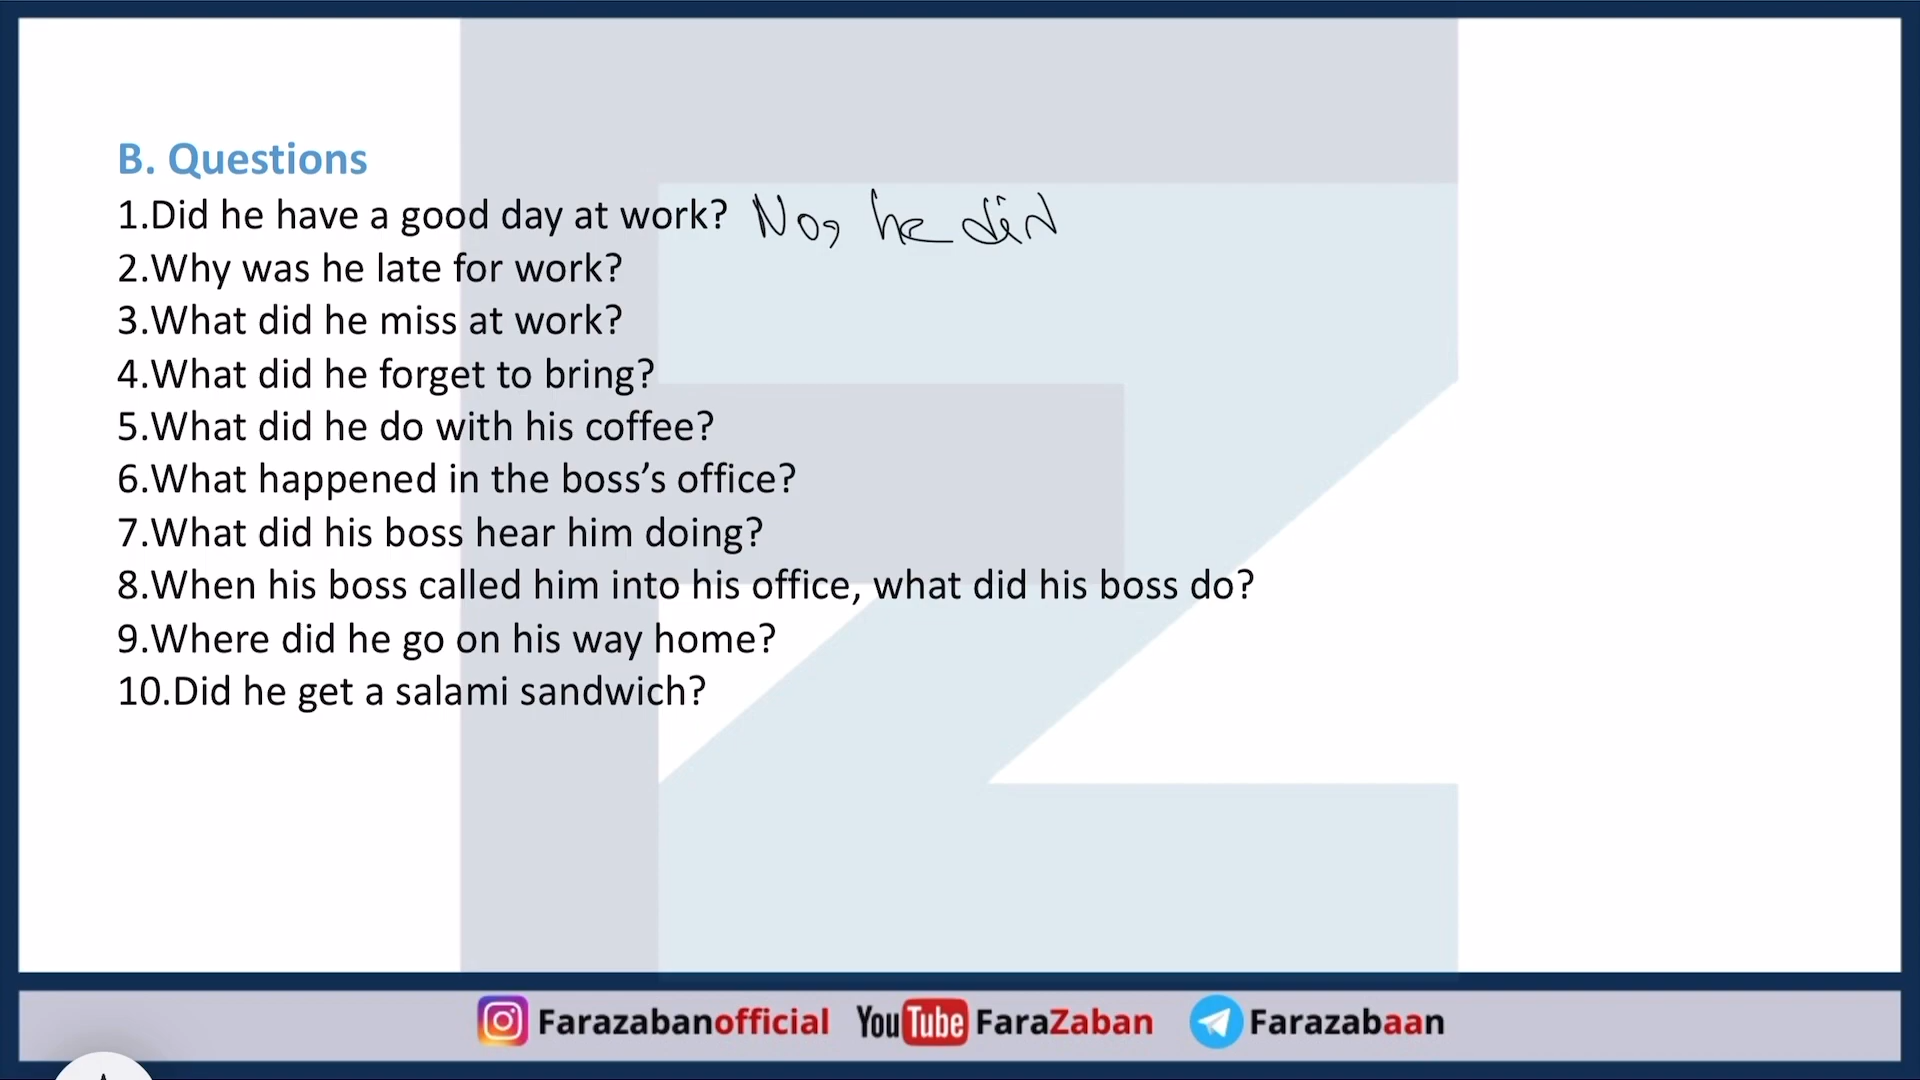 B. Questions
1.Did he have a good day at work? No, he did
2.Why was he late for work?
3.What did he miss at work?
4.What did he forget to bring?
5.What did he do with his coffee?
6.What happened in the boss’s office?
7.What did his boss hear him doing?
8.When his boss called him into his office, what did his boss do?
9.Where did he go on his way home?
10.Did he get a salami sandwich?
Farazabanofficial YouTube FaraZaban Farazabaan